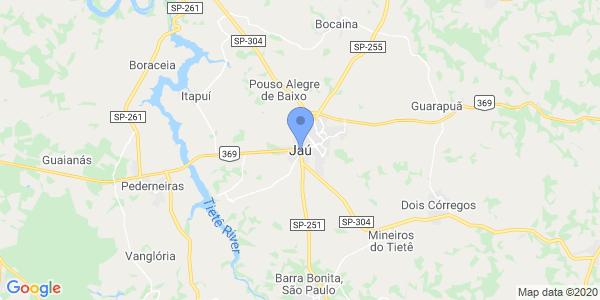 SP-261
Bocaina
SP-304
SP-255
Boraceia
Pouso Alegre
de Baixo
Itapuí
Guarapuã
369
SP-261
Jaú
369
Guaianás
Pederneiras
Tietê River
Dois Córregos
SP-251
SP-304
Mineiros
do Tietê
Vanglória
Barra Bonita,
São Paulo
Google
Map data ©2020